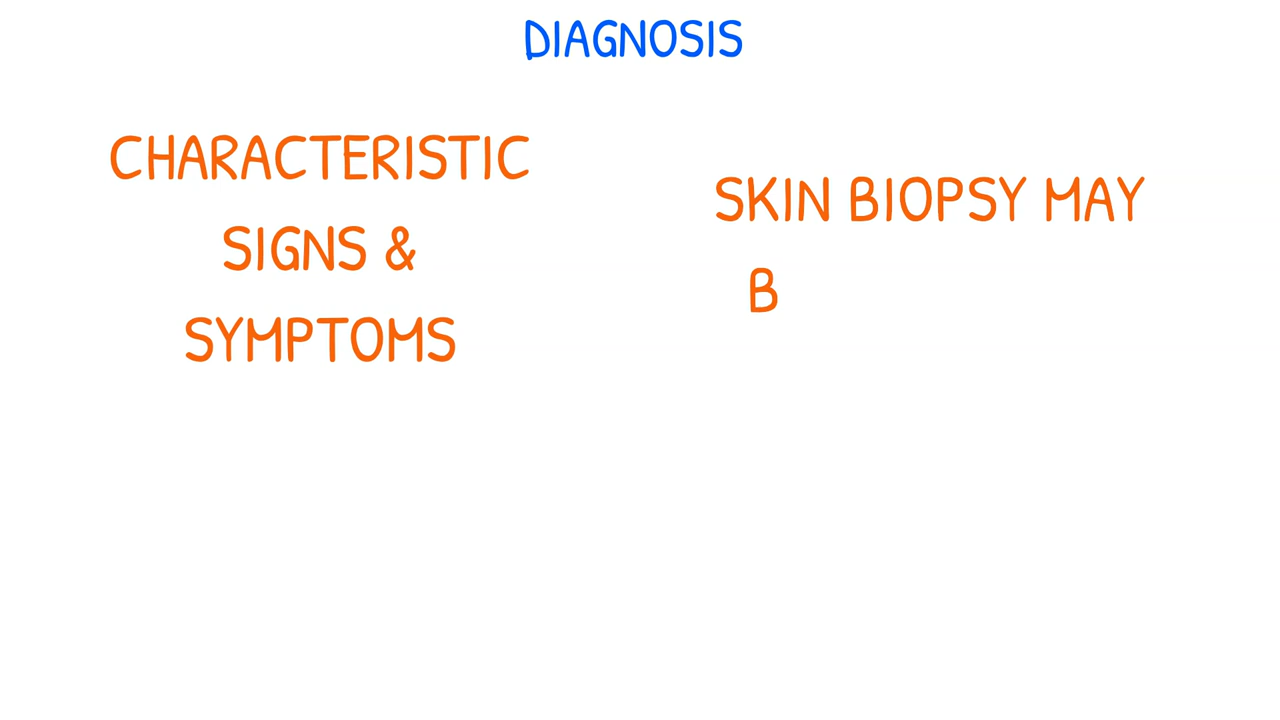 DIAGNOSIS
CHARACTERISTIC
SIGNS &
SYMPTOMS
SKIN BIOPSY MAY
B